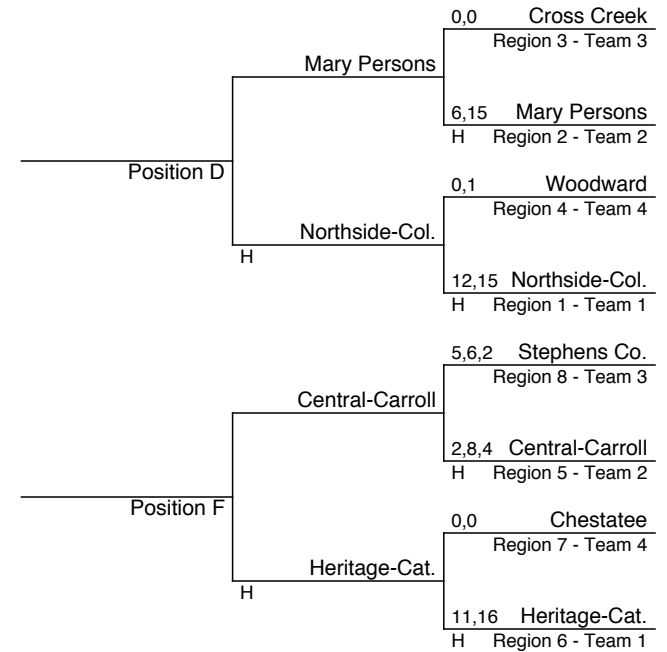 0,0 Cross Creek
Region 3 - Team 3
Mary Persons
6,15 Mary Persons
H Region 2 - Team 2
Position D
0,1 Woodward
Region 4 - Team 4
Northside-Col.
H
12,15 Northside-Col.
H Region 1 - Team 1
5,6,2 Stephens Co.
Region 8 - Team 3
Central-Carroll
2,8,4 Central-Carroll
H Region 5 - Team 2
Position F
0,0 Chestatee
Region 7 - Team 4
Heritage-Cat.
H
11,16 Heritage-Cat.
H Region 6 - Team 1